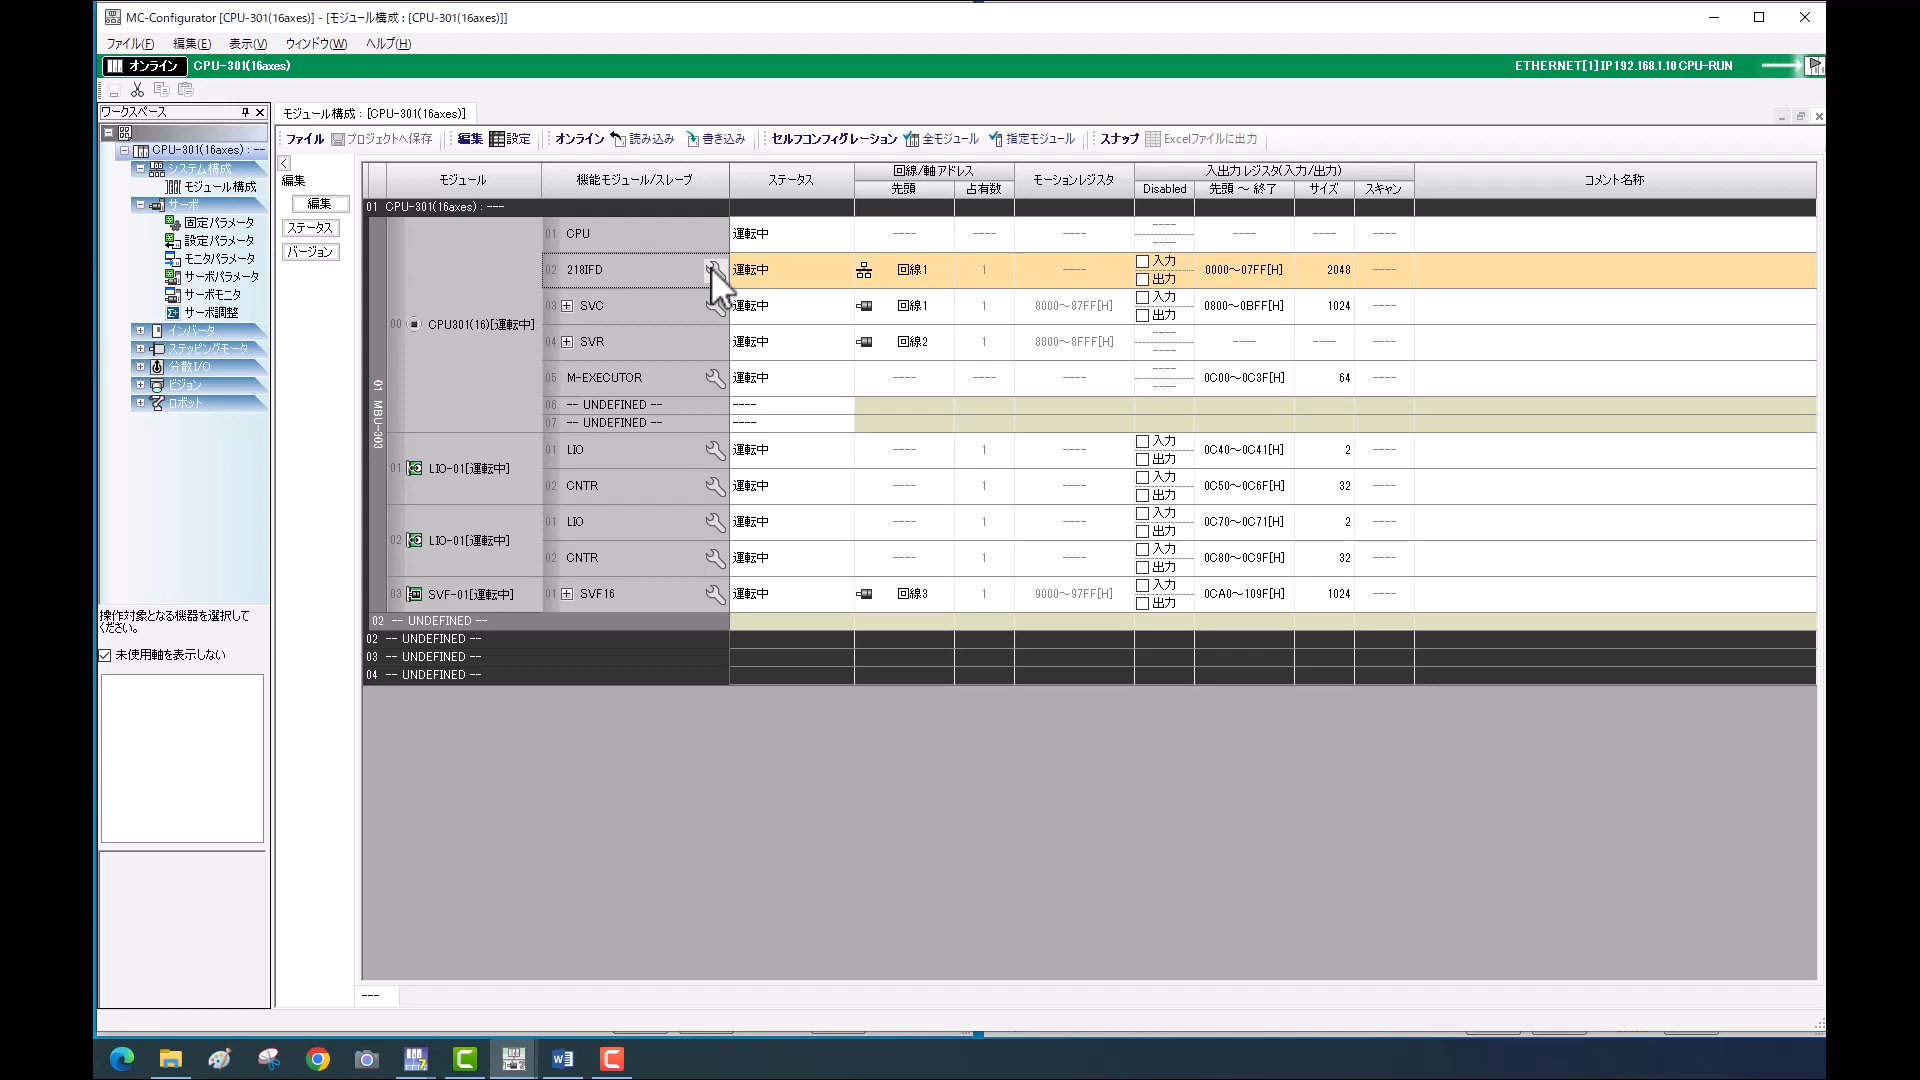 MC-Configurator [CPU-301(16axes)] - [モジュール構成 : [CPU-301(16axes)]]
ファイル(F) 編集(E) 表示(V) ウィンドウ(W) ヘルプ(H)
オンライン CPU-301(16axes) ETHERNET[1] IP192.168.1.10 CPU-RUN
ワークスペース
CPU-301(16axes) : --
システム構成
モジュール構成
サーボ
固定パラメータ
設定パラメータ
モニタパラメータ
サーボパラメータ
サーボモニタ
サーボ調整
インバータ
ステッピングモータ
分散I/O
ビジョン
ロボット
操作対象となる機器を選択して
ください。
未使用軸を表示しない
モジュール構成 : [CPU-301(16axes)]
ファイル プロジェクトへ保存 編集 設定 オンライン 読み込み 書き込み セルフコンフィグレーション 全モジュール 指定モジュール スナップ Excelファイルに出力
編集
編集
ステータス
バージョン
モジュール 機能モジュール/スレーブ ステータス 回線/軸アドレス モーションレジスタ 入出力レジスタ(入力/出力) コメント名称
先頭 占有数 Disabled 先頭 ～ 終了 サイズ スキャン
01 CPU-301(16axes) : ---
01 MBU-303
00 CPU301(16)[運転中]
01 CPU 運転中 ---- ---- ---- ---- ---- ---- ---- ----
02 218IFD 運転中 回線1 1 ---- 入力 出力 0000～07FF[H] 2048 ----
03 SVC 運転中 回線1 1 8000～87FF[H] 入力 出力 0800～0BFF[H] 1024 ----
04 SVR 運転中 回線2 1 8800～8FFF[H] ---- ---- ---- ---- ----
05 M-EXECUTOR 運転中 ---- ---- ---- ---- ---- 0C00～0C3F[H] 64 ----
06 -- UNDEFINED -- ----
07 -- UNDEFINED -- ----
01 LIO-01[運転中]
01 LIO 運転中 ---- 1 ---- 入力 出力 0C40～0C41[H] 2 ----
02 CNTR 運転中 ---- 1 ---- 入力 出力 0C50～0C6F[H] 32 ----
02 LIO-01[運転中]
01 LIO 運転中 ---- 1 ---- 入力 出力 0C70～0C71[H] 2 ----
02 CNTR 運転中 ---- 1 ---- 入力 出力 0C80～0C9F[H] 32 ----
03 SVF-01[運転中] 01 SVF16 運転中 回線3 1 9000～97FF[H] 入力 出力 0CA0～109F[H] 1024 ----
02 -- UNDEFINED --
02 -- UNDEFINED --
03 -- UNDEFINED --
04 -- UNDEFINED --
---